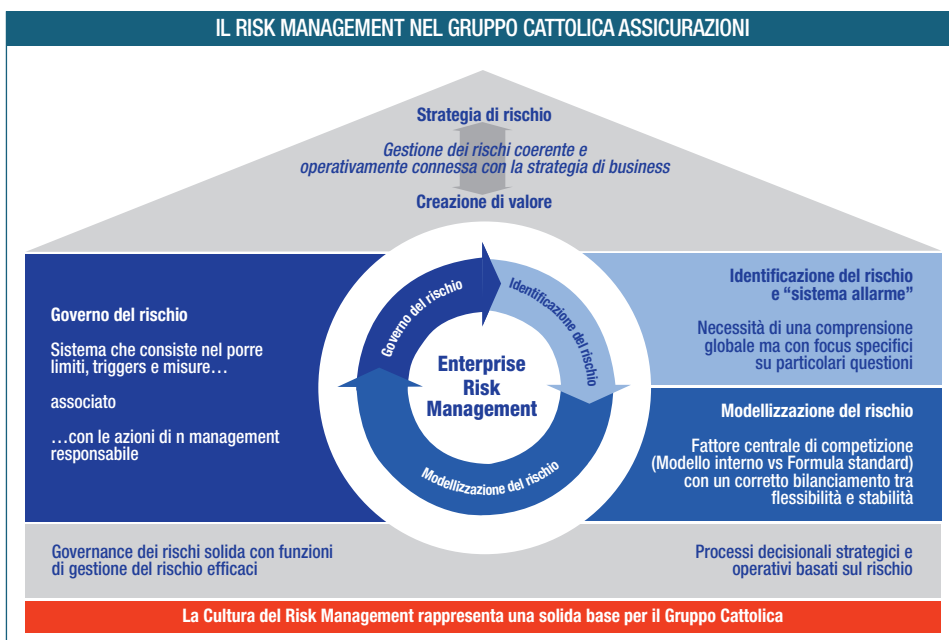 IL RISK MANAGEMENT NEL GRUPPO CATTOLICA ASSICURAZIONI
Strategia di rischio
Gestione dei rischi coerente e
operativamente connessa con la strategia di business
Creazione di valore
Governo del rischio
Sistema che consiste nel porre
limiti, triggers e misure…
associato
…con le azioni di n management
responsabile
Governo del rischio
Identificazione del rischio
Modellizzazione del rischio
Enterprise
Risk
Management
Identificazione del rischio
e “sistema allarme”
Necessità di una comprensione
globale ma con focus specifici
su particolari questioni
Modellizzazione del rischio
Fattore centrale di competizione
(Modello interno vs Formula standard)
con un corretto bilanciamento tra
flessibilità e stabilità
Governance dei rischi solida con funzioni
di gestione del rischio efficaci
Processi decisionali strategici e
operativi basati sul rischio
La Cultura del Risk Management rappresenta una solida base per il Gruppo Cattolica